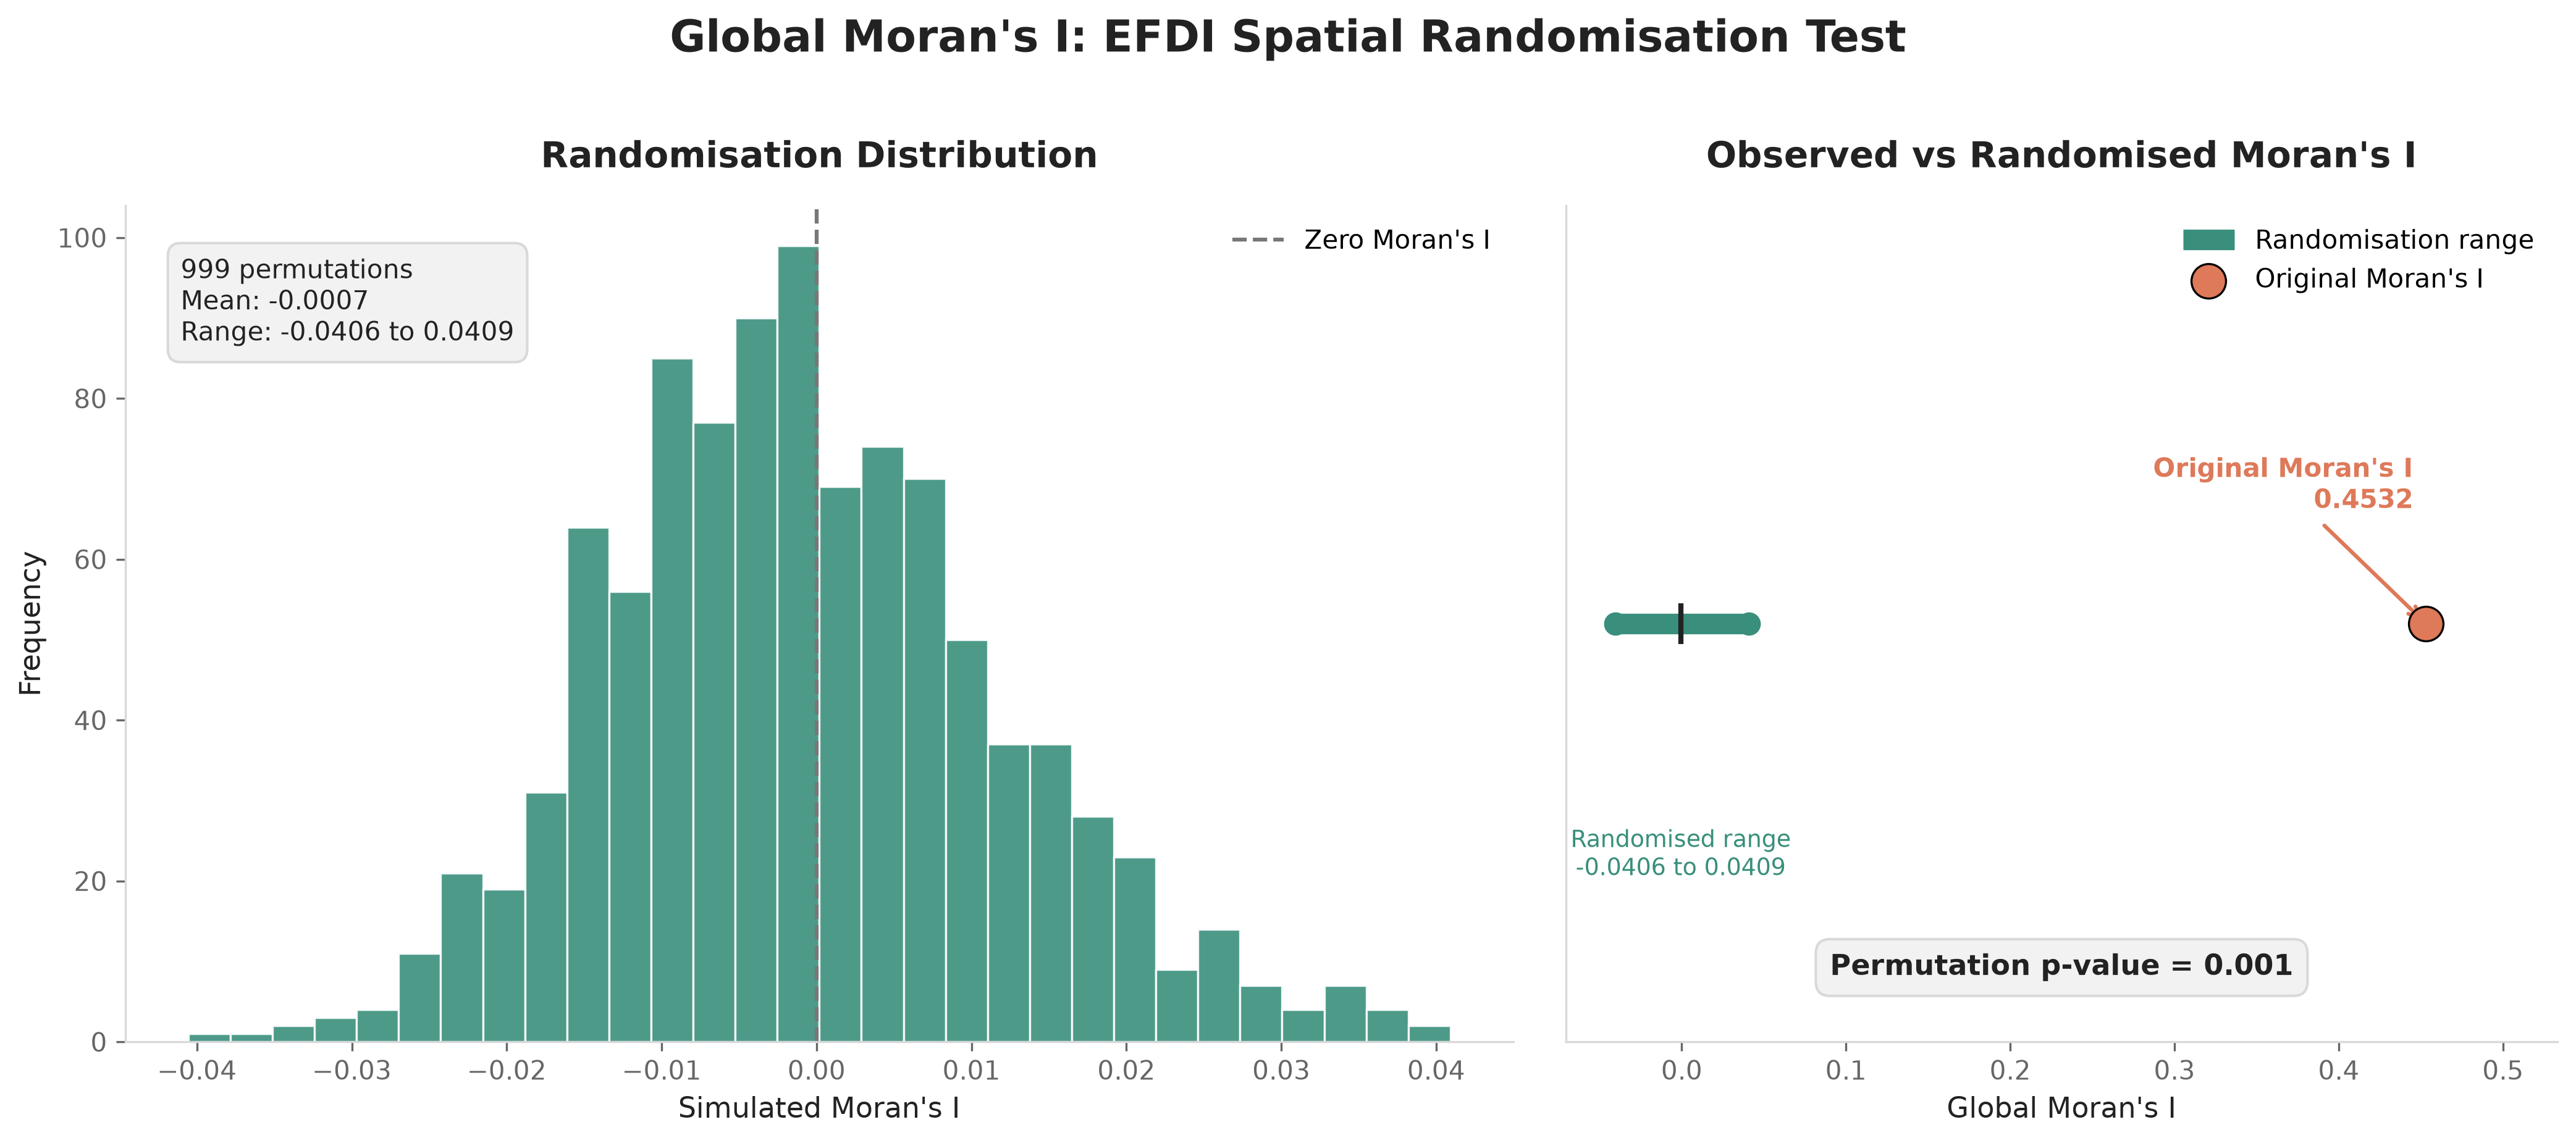 Global Moran's I: EFDI Spatial Randomisation Test
Randomisation Distribution
999 permutations
Mean: -0.0007
Range: -0.0406 to 0.0409
Zero Moran's I
Frequency
100
80
60
40
20
0
−0.04 −0.03 −0.02 −0.01 0.00 0.01 0.02 0.03 0.04
Simulated Moran's I
Observed vs Randomised Moran's I
Randomisation range
Original Moran's I
Original Moran's I
0.4532
Randomised range
-0.0406 to 0.0409
Permutation p-value = 0.001
0.0 0.1 0.2 0.3 0.4 0.5
Global Moran's I